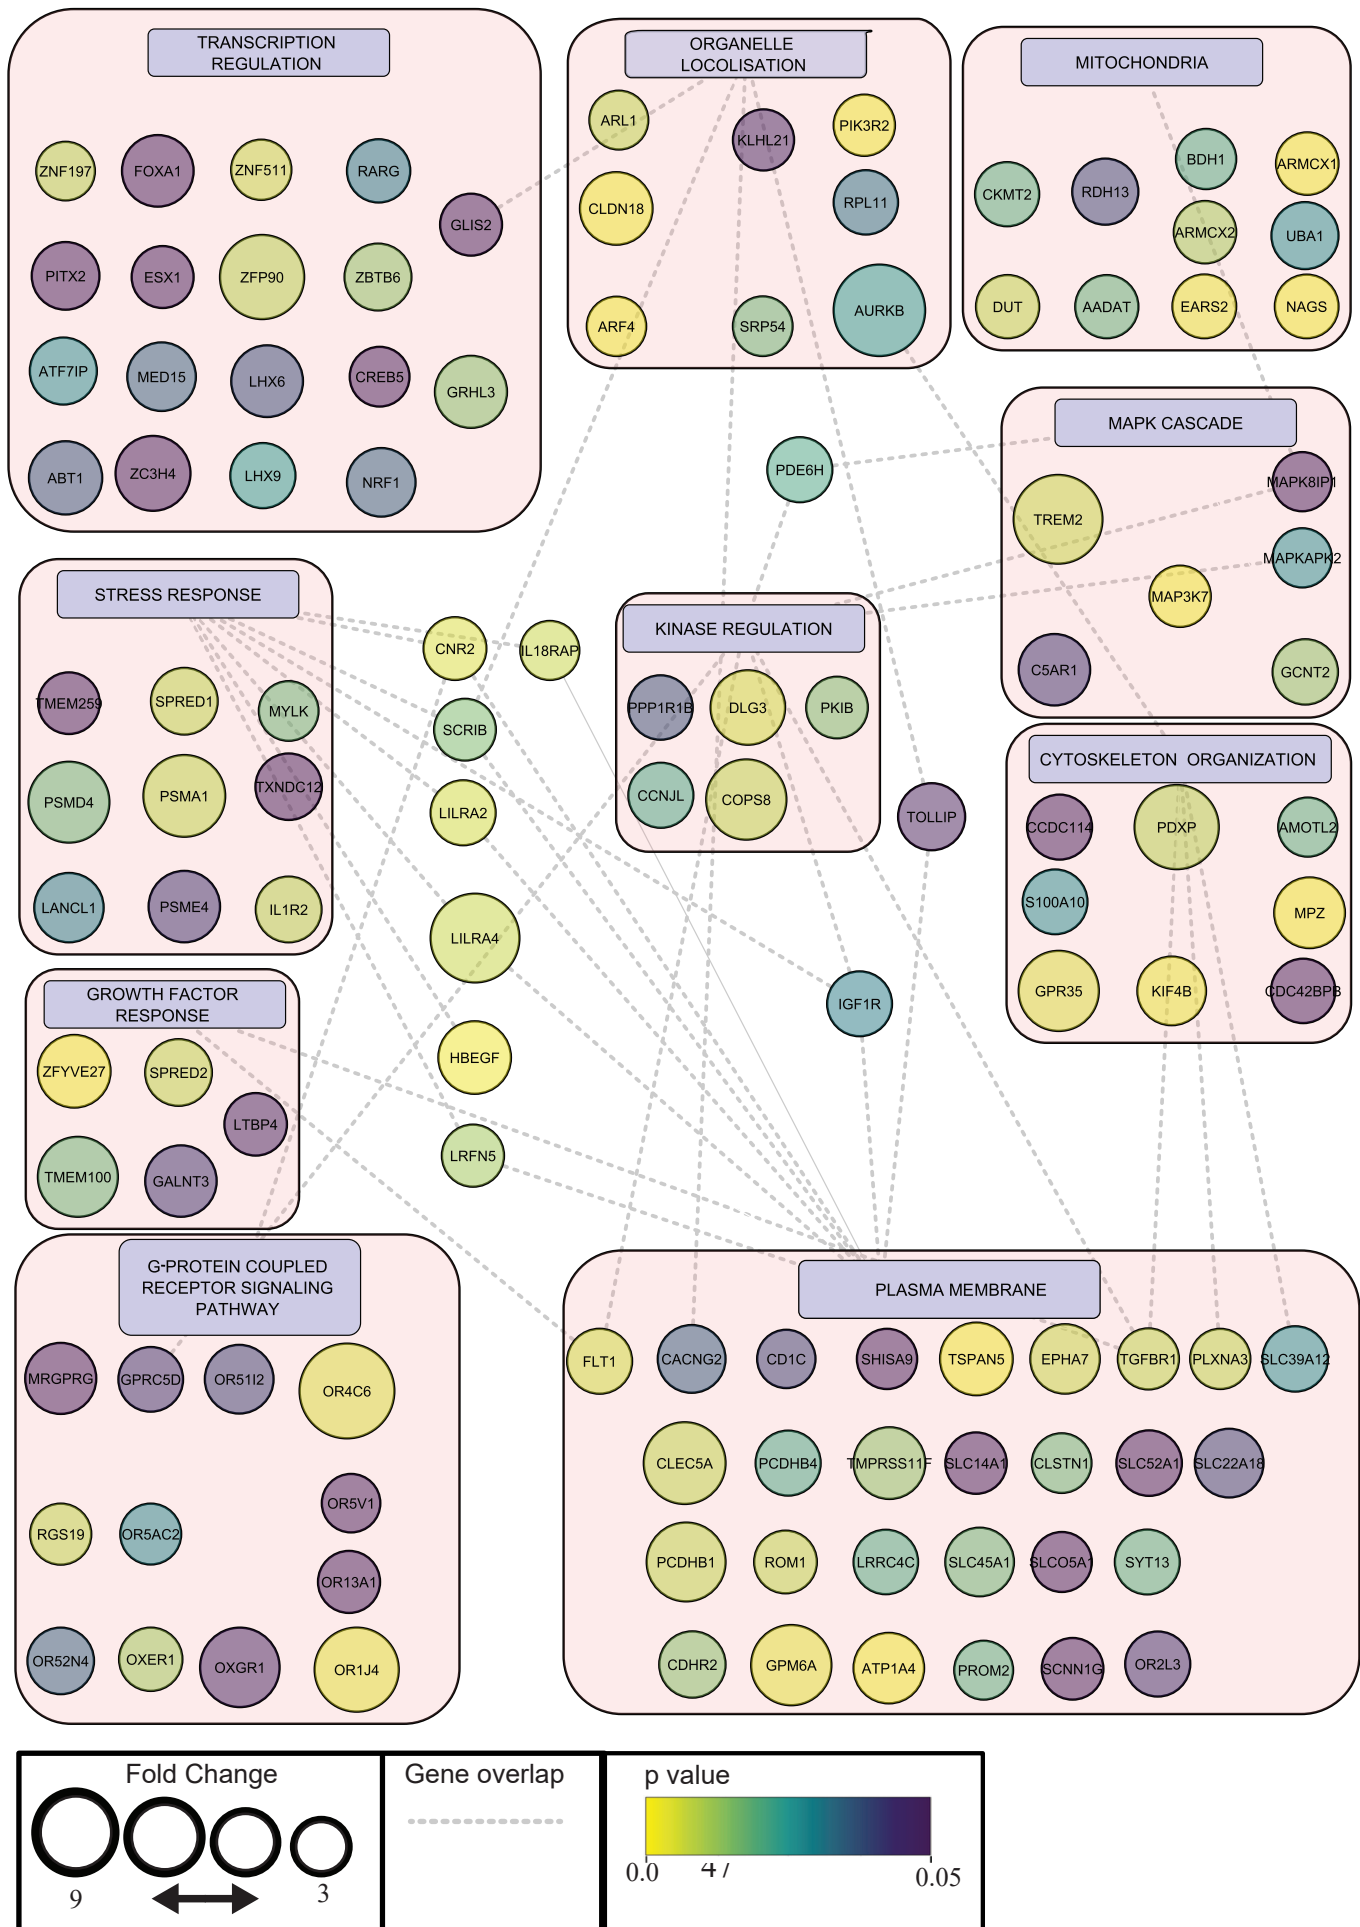 TRANSCRIPTION
REGULATION
ZNF197
FOXA1
ZNF511
RARG
GLIS2
PITX2
ESX1
ZFP90
ZBTB6
ATF7IP
MED15
LHX6
CREB5
GRHL3
ABT1
ZC3H4
LHX9
NRF1
ORGANELLE
LOCOLISATION
ARL1
KLHL21
PIK3R2
CLDN18
RPL11
ARF4
SRP54
AURKB
MITOCHONDRIA
CKMT2
RDH13
BDH1
ARMCX1
ARMCX2
UBA1
DUT
AADAT
EARS2
NAGS
PDE6H
MAPK CASCADE
TREM2
MAPK8IP1
MAPKAPK2
MAP3K7
C5AR1
GCNT2
STRESS RESPONSE
TMEM259
SPRED1
MYLK
PSMD4
PSMA1
TXNDC12
LANCL1
PSME4
IL1R2
CNR2
IL18RAP
SCRIB
LILRA2
LILRA4
HBEGF
LRFN5
KINASE REGULATION
PPP1R1B
DLG3
PKIB
CCNJL
COPS8
TOLLIP
IGF1R
CYTOSKELETON ORGANIZATION
CCDC114
PDXP
AMOTL2
S100A10
MPZ
GPR35
KIF4B
CDC42BPB
GROWTH FACTOR
RESPONSE
ZFYVE27
SPRED2
LTBP4
TMEM100
GALNT3
G-PROTEIN COUPLED
RECEPTOR SIGNALING
PATHWAY
MRGPRG
GPRC5D
OR51I2
OR4C6
OR5V1
RGS19
OR5AC2
OR13A1
OR52N4
OXER1
OXGR1
OR1J4
PLASMA MEMBRANE
FLT1
CACNG2
CD1C
SHISA9
TSPAN5
EPHA7
TGFBR1
PLXNA3
SLC39A12
CLEC5A
PCDHB4
TMPRSS11F
SLC14A1
CLSTN1
SLC52A1
SLC22A18
PCDHB1
ROM1
LRRC4C
SLC45A1
SLCO5A1
SYT13
CDHR2
GPM6A
ATP1A4
PROM2
SCNN1G
OR2L3
Fold Change
9
3
Gene overlap
p value
0.0
0.05